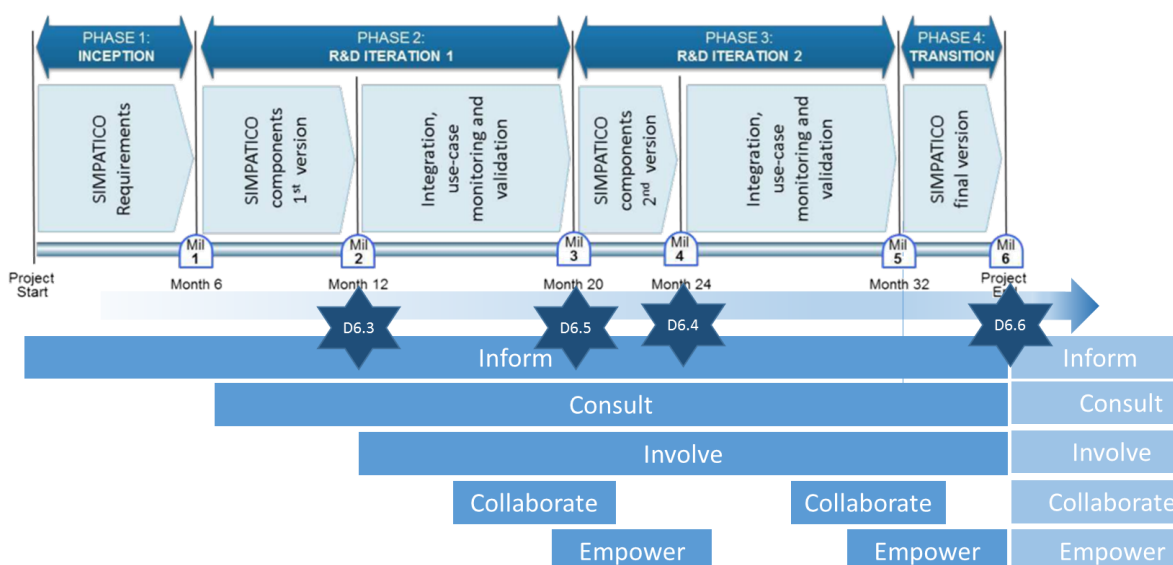 PHASE 1:
INCEPTION
PHASE 2:
R&D ITERATION 1
PHASE 3:
R&D ITERATION 2
PHASE 4:
TRANSITION
SIMPATICO
Requirements
SIMPATICO
components
1st version
Integration,
use-case
monitoring and
validation
SIMPATICO
components
2nd version
Integration,
use-case
monitoring and
validation
SIMPATICO
final version
Mil
1
Mil
2
Mil
3
Mil
4
Mil
5
Mil
6
Project
Start
Month 6
Month 12
Month 20
Month 24
Month 32
Project
D6.3
D6.5
D6.4
D6.6
Inform
Inform
Consult
Consult
Involve
Involve
Collaborate
Collaborate
Collaborate
Empower
Empower
Empower